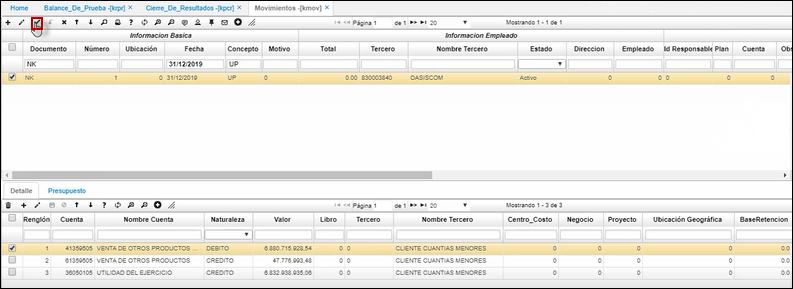 Home Balance_De_Prueba -[krpr] × Cierre_De_Resultados -[kpcr] × Movimientos -[kmov] ×
Página 1 de 1 20 Mostrando 1 - 1 de 1
Informacion Basica Informacion Empleado
Documento Número Ubicación Fecha Concepto Motivo Total Tercero Nombre Tercero Estado Direccion Empleado Id Responsable Plan Cuenta Obs
NK 31/12/2019 UP
NK 1 0 31/12/2019 UP 0 0.00 830003840 OASISCOM Activo 0 0 0 0 0
Detalle Presupuesto
Página 1 de 1 20 Mostrando 1 - 3 de 3
Renglón Cuenta Nombre Cuenta Naturaleza Valor Libro Tercero Nombre Tercero Centro_Costo Negocio Proyecto Ubicación Geográfica BaseRetencion
1 41359505 VENTA DE OTROS PRODUCTOS ... DEBITO 6.880.715.928,54 0 0 CLIENTE CUANTIAS MENORES 0 0 0 0 0.0
2 61359505 VENTA DE OTROS PRODUCTOS CREDITO 47.776.993,48 0 0 CLIENTE CUANTIAS MENORES 0 0 0 0 0.0
3 36050105 UTILIDAD DEL EJERCICIO CREDITO 6.832.938.935,06 0 0 CLIENTE CUANTIAS MENORES 0 0 0 0 0.0